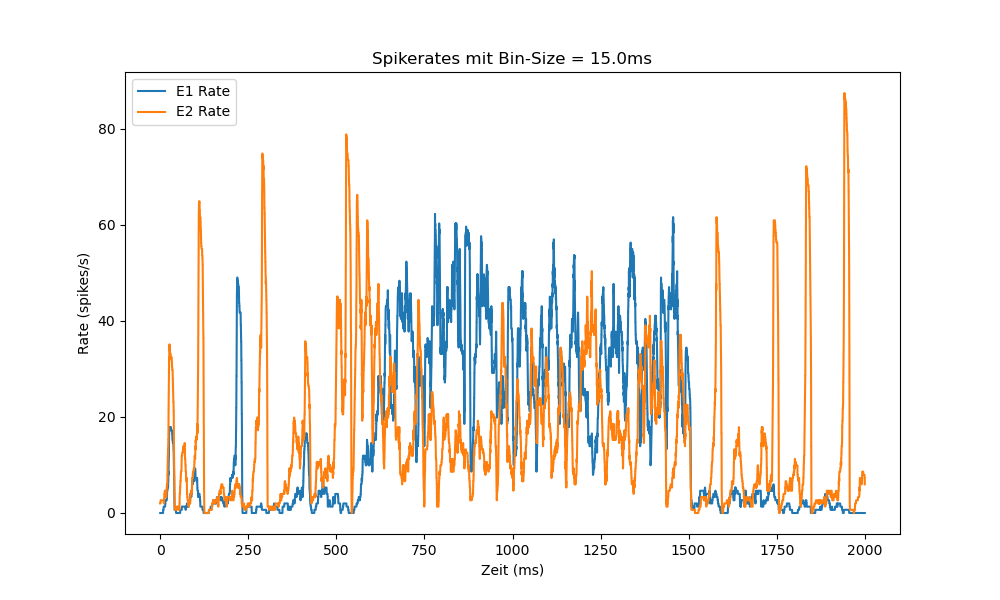 Spikerates mit Bin-Size = 15.0ms
E1 Rate
E2 Rate
Rate (spikes/s)
80
60
40
20
0
0 250 500 750 1000 1250 1500 1750 2000
Zeit (ms)